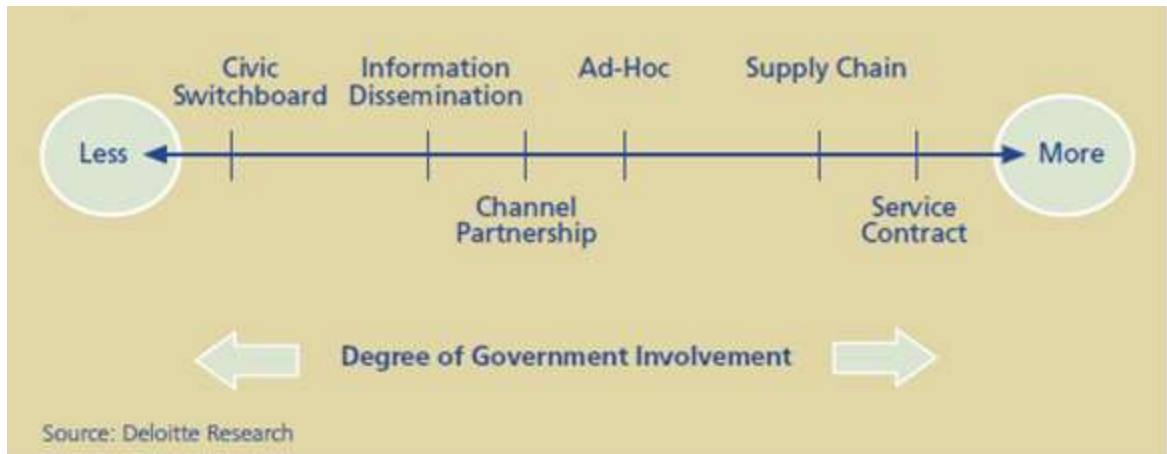 Civic
Switchboard
Information
Dissemination
Ad-Hoc
Supply Chain
Less
More
Channel
Partnership
Service
Contract
Degree of Government Involvement
Source: Deloitte Research